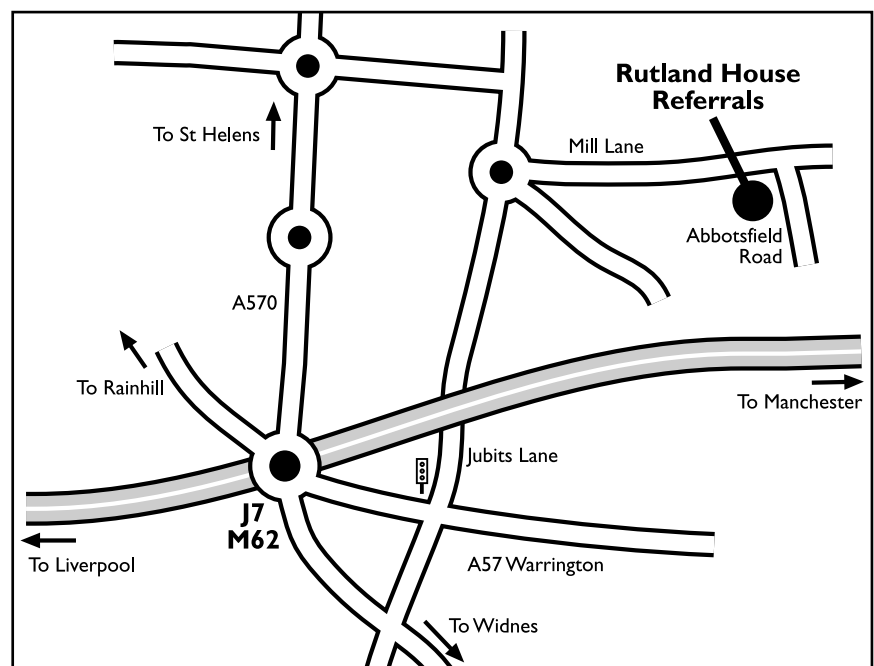 Rutland House
Referrals
To St Helens
Mill Lane
Abbotsfield
Road
A570
To Rainhill
To Manchester
Jubits Lane
J7
M62
To Liverpool
A57 Warrington
To Widnes